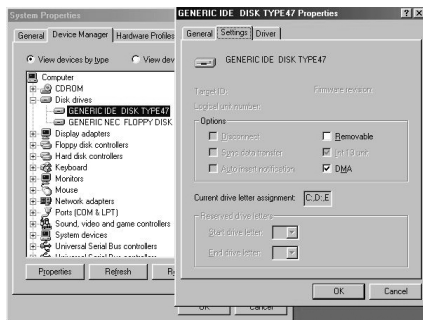 System Properties
General Device Manager Hardware Profiles
View devices by type View dev
Computer
CDROM
Disk drives
GENERIC IDE DISK TYPE47
GENERIC NEC FLOPPY DISK
Display adapters
Floppy disk controllers
Hard disk controllers
Keyboard
Monitors
Mouse
Network adapters
Ports (COM & LPT)
Sound, video and game controllers
System devices
Universal Serial Bus controllers
Properties Refresh
GENERIC IDE DISK TYPE47 Properties
General Settings Driver
GENERIC IDE DISK TYPE47
Target ID: Firmware revision:
Logical unit number:
Options
Disconnect Removable
Sync data transfer Int 13 unit
Auto insert notification DMA
Current drive letter assignment: C:,D:,E
Reserved drive letters
Start drive letter:
End drive letter:
OK Cancel
OK Cancel